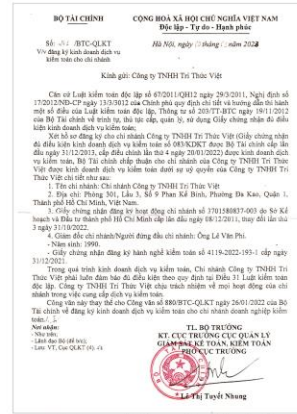 BỘ TÀI CHÍNH
CỘNG HOÀ XÃ HỘI CHỦ NGHĨA VIỆT NAM
Độc lập - Tự do - Hạnh phúc
Số: /BTC-QLKT
V/v đăng ký kinh doanh dịch vụ
kiểm toán cho chi nhánh
Hà Nội, ngày tháng năm 2022
Kính gửi: Công ty TNHH Tri Thức Việt
Căn cứ Luật kiểm toán độc lập số 67/2011/QH12 ngày 29/3/2011, Nghị định số
17/2012/NĐ-CP ngày 13/3/3012 của Chính phủ quy định chi tiết và hướng dẫn thi hành
một số điều của Luật kiểm toán độc lập, Thông tư số 203/TT-BTC ngày 19/11/2012
của Bộ Tài chính về trình tự, thủ tục cấp, quản lý, sử dụng Giấy chứng nhận đủ điều
kiện kinh doanh dịch vụ kiểm toán;
Xét hồ sơ đăng ký cho chi nhánh Công ty TNHH Tri Thức Việt (Giấy chứng nhận
đủ điều kiện kinh doanh dịch vụ kiểm toán số 083/KDKT được Bộ Tài chính cấp lần
đầu ngày 31/12/2013, cấp điều chỉnh lần thứ 4 ngày 20/01/2022) được kinh doanh dịch
vụ kiểm toán, Bộ Tài chính chấp thuận cho chi nhánh của Công ty TNHH Tri Thức
Việt được kinh doanh dịch vụ kiểm toán dưới sự uỷ quyền của Công ty TNHH Tri
Thức Việt chi tiết như sau:
1. Tên chi nhánh: Chi nhánh Công ty TNHH Tri Thức Việt
2. Địa chỉ: Phòng 501, Lầu 3, Số 9 Phan Kế Bính, Phường Đa Kao, Quận 1,
Thành phố Hồ Chí Minh, Việt Nam.
3. Giấy chứng nhận đăng ký hoạt động chi nhánh số 3701580837-003 do Sở Kế
hoạch và Đầu tư thành phố Hồ Chí Minh cấp lần đầu ngày 08/12/2011, thay đổi lần thứ
3 ngày 31/10/2022.
4. Giám đốc chi nhánh/Người đứng đầu chi nhánh: Ông Lê Văn Phi.
- Năm sinh: 1990.
- Giấy chứng nhận đăng ký hành nghề kiểm toán số 4119-2022-193-1 cấp ngày
31/12/2021.
Trong quá trình kinh doanh dịch vụ kiểm toán, Chi nhánh Công ty TNHH Tri
Thức Việt phải luôn đảm bảo đủ điều kiện theo quy định tại Điều 31 Luật kiểm toán
độc lập. Công ty TNHH Tri Thức Việt chịu trách nhiệm về mọi hoạt động của chi
nhánh trong việc cung cấp dịch vụ kiểm toán.
Công văn này thay thế cho Công văn số 880/BTC-QLKT ngày 26/01/2022 của Bộ
Tài chính về đăng ký kinh doanh dịch vụ kiểm toán cho chi nhánh doanh nghiệp kiểm
toán./.
Nơi nhận:
- Như trên;
- Lãnh đạo Bộ (để b/c);
- Lưu: VT, Cục QLKT
TL. BỘ TRƯỞNG
KT. CỤC TRƯỞNG CỤC QUẢN LÝ
GIÁM SÁT KẾ TOÁN, KIỂM TOÁN
PHÓ CỤC TRƯỞNG
Lê Thị Tuyết Nhung